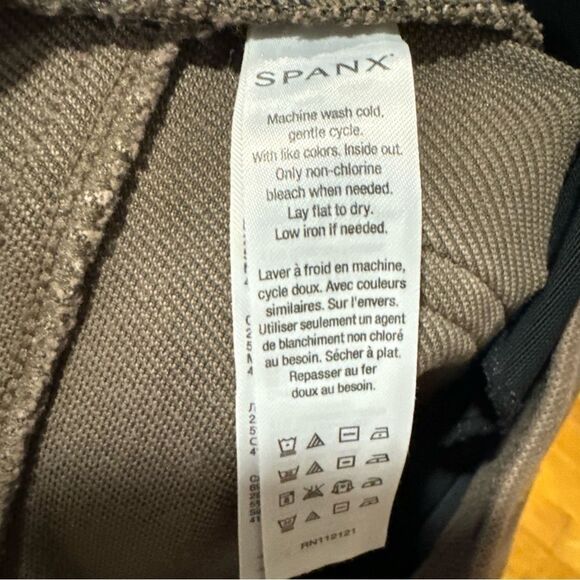 SPANX®
Machine wash cold,
gentle cycle.
With like colors. Inside out.
Only non-chlorine
bleach when needed.
Lay flat to dry.
Low iron if needed.
Laver à froid en machine,
cycle doux. Avec couleurs
similaires. Sur l'envers.
Utiliser seulement un agent
de blanchiment non chloré
au besoin. Sécher à plat.
Repasser au fer
doux au besoin.
RN112121